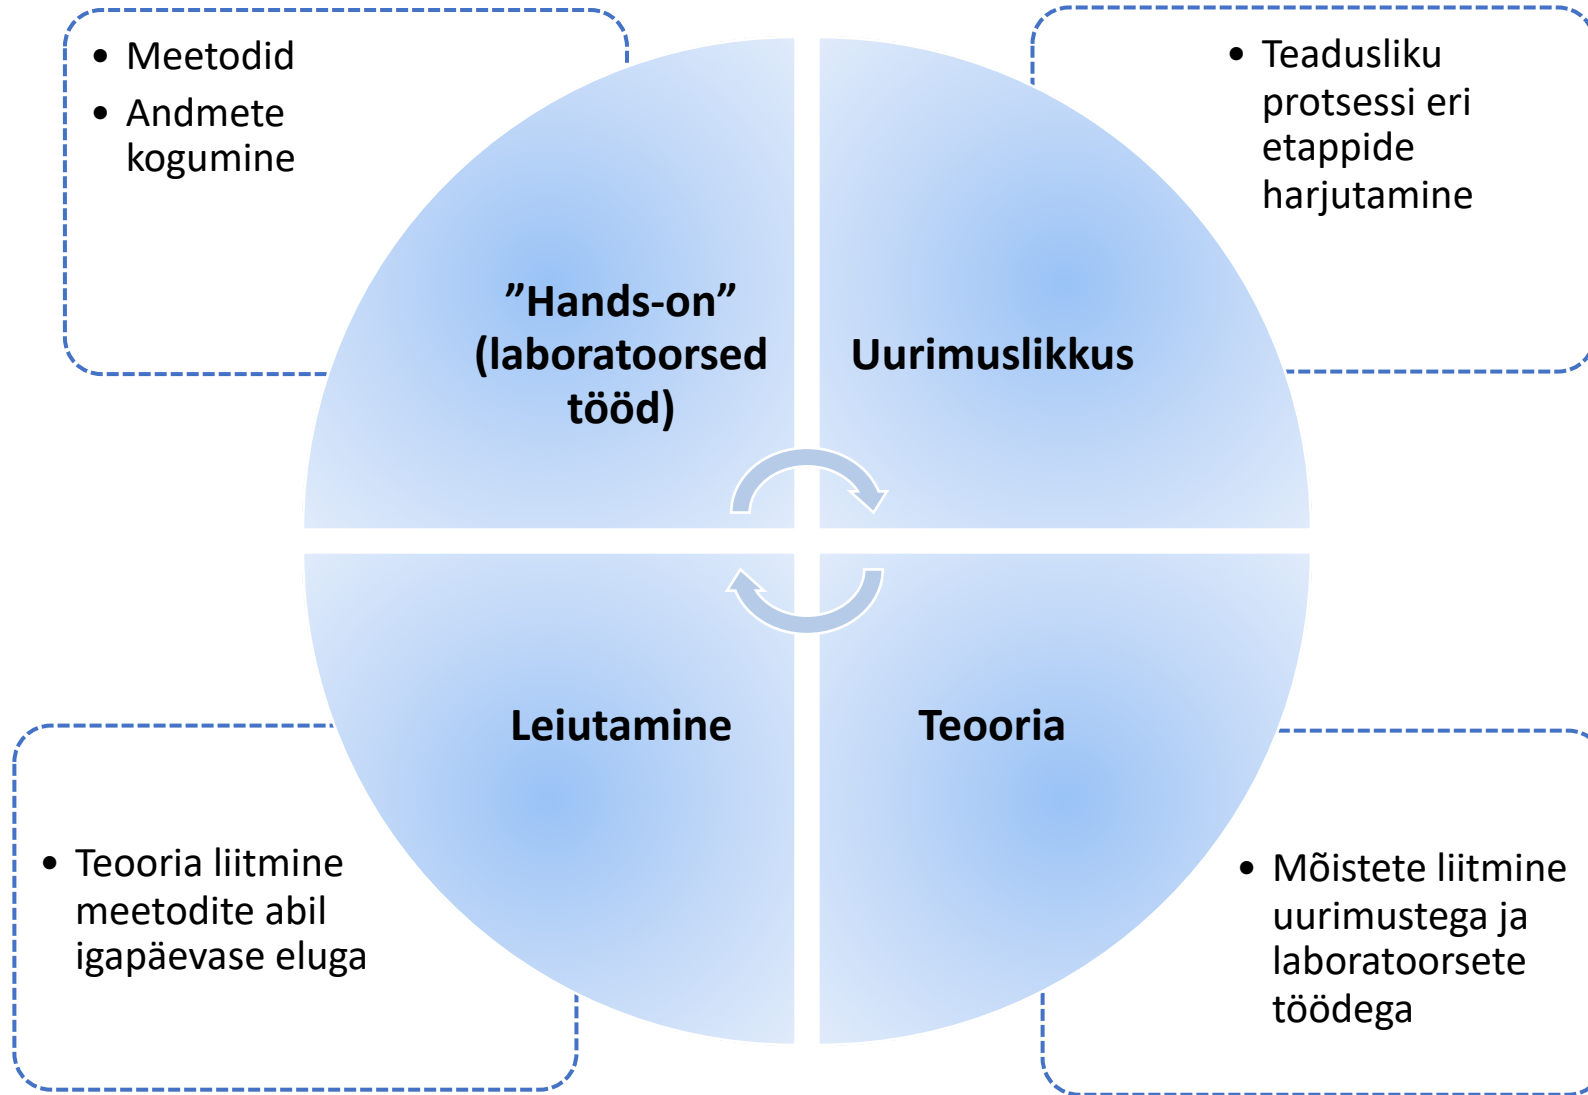 • Meetodid
• Andmete
kogumine
• Teadusliku
protsessi eri
etappide
harjutamine
”Hands-on”
(laboratoorsed
tööd)
Uurimuslikkus
Leiutamine
Teooria
• Teooria liitmine
meetodite abil
igapäevase eluga
• Mõistete liitmine
uurimustega ja
laboratoorsete
töödega